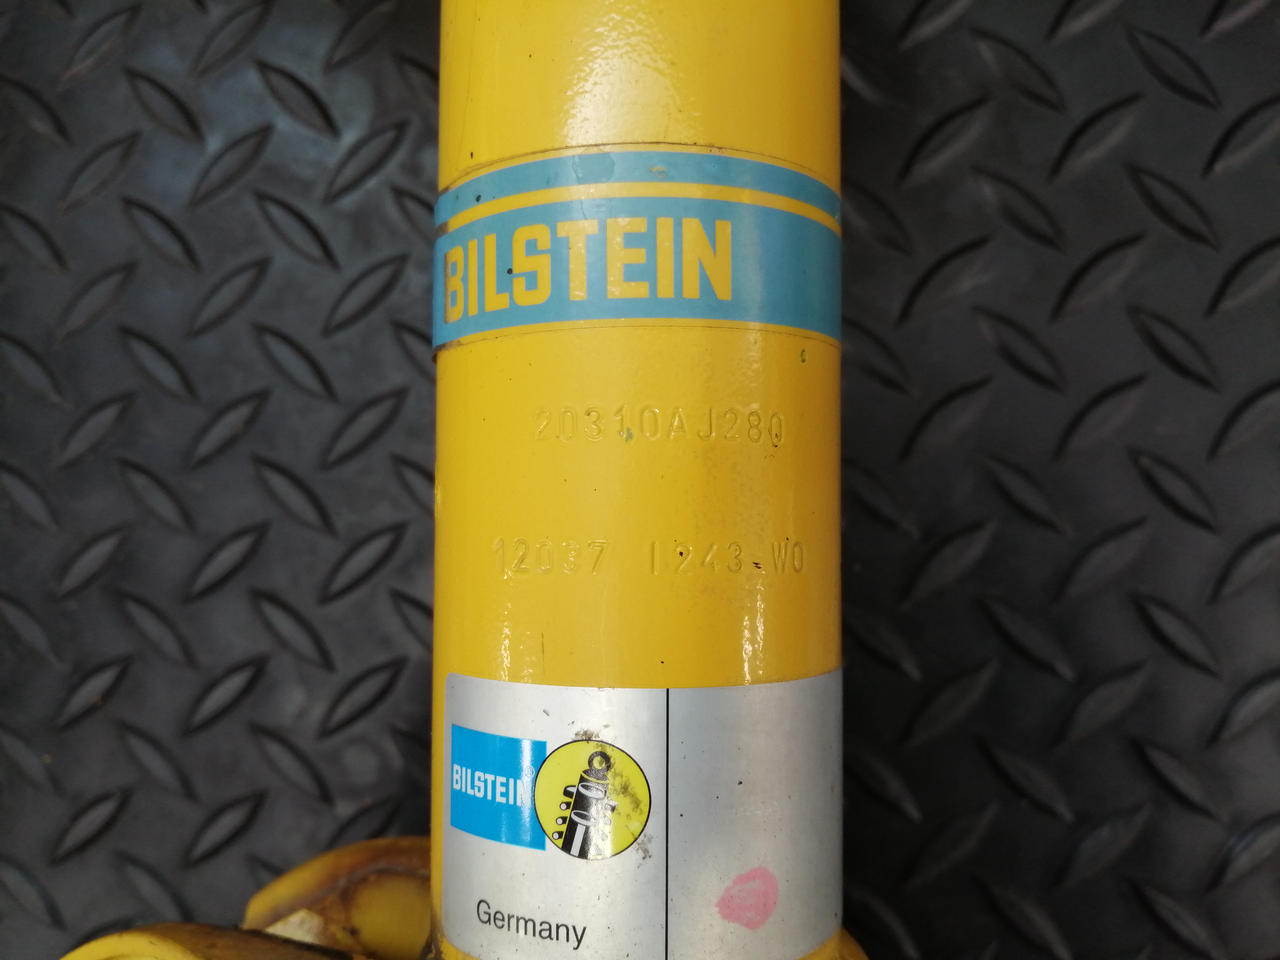 BILSTEIN
20310AJ280
12037 1243 W0
BILSTEIN
Germany